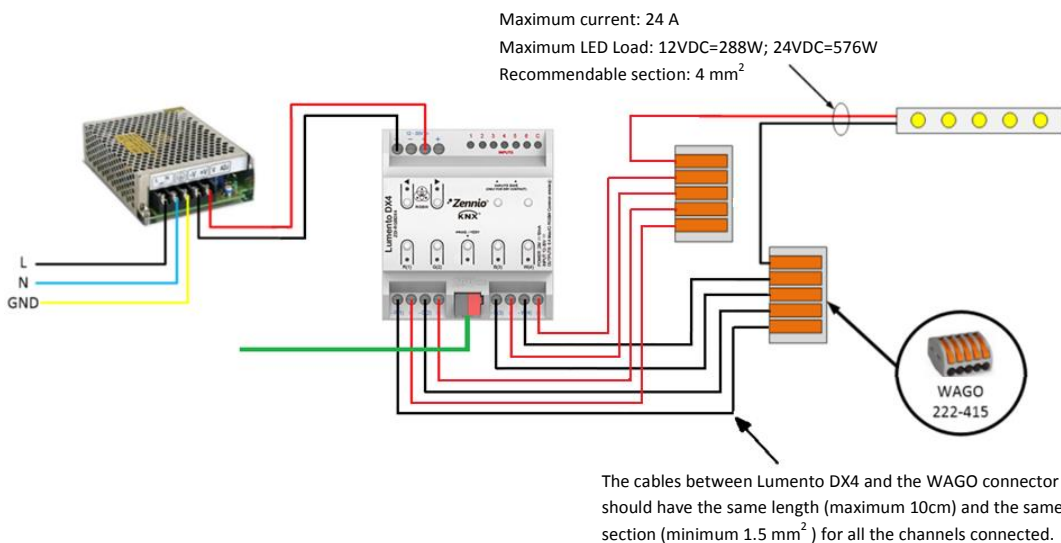 Maximum current: 24 A
Maximum LED Load: 12VDC=288W; 24VDC=576W
Recommendable section: 4 mm²
1 2 3 4 5 6 C
INPUTS
Lumento DX4
Zennio
KNX
L
N
GND
WAGO
222-415
The cables between Lumento DX4 and the WAGO connector
should have the same length (maximum 10cm) and the same
section (minimum 1.5 mm² ) for all the channels connected.